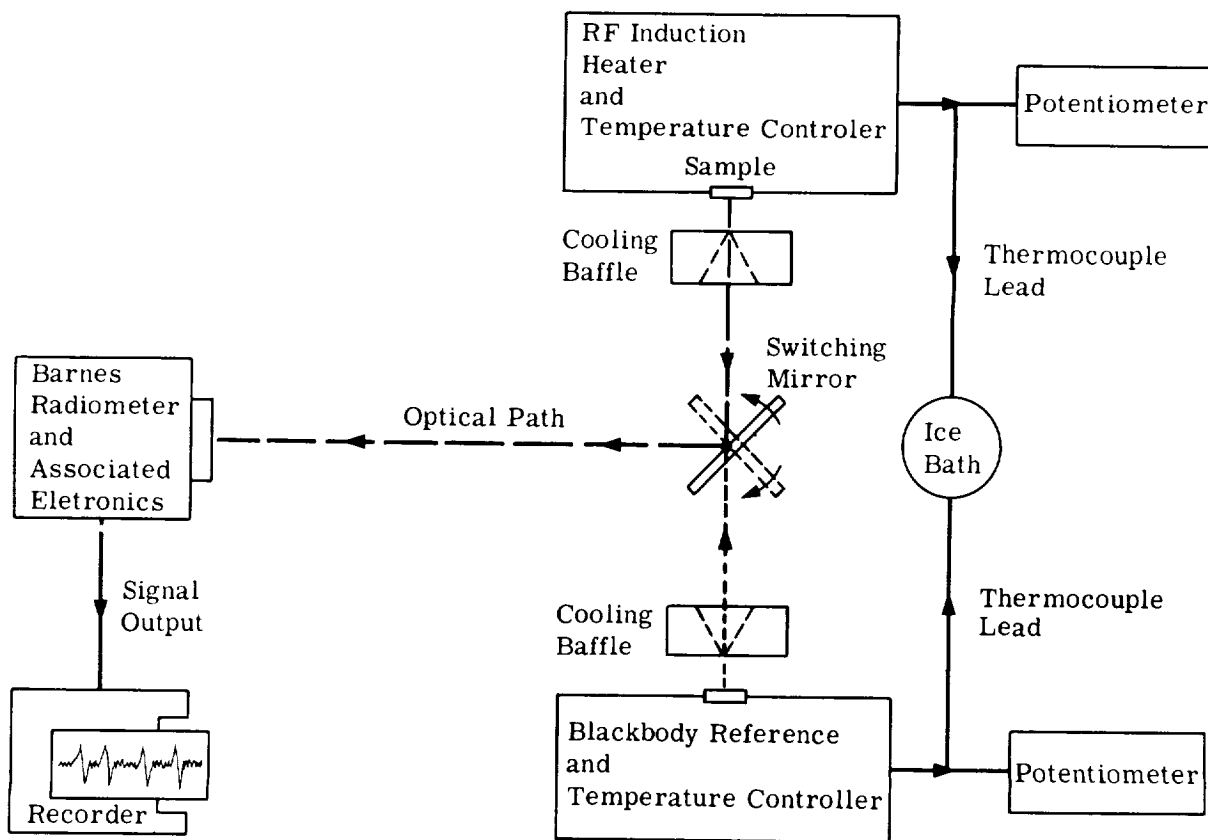 RF Induction
Heater
and
Temperature Controler
Sample
Potentiometer
Cooling
Baffle
Thermocouple
Lead
Switching
Mirror
Barnes
Radiometer
and
Associated
Eletronics
Optical Path
Ice
Bath
Signal
Output
Cooling
Baffle
Thermocouple
Lead
Blackbody Reference
and
Temperature Controller
Potentiometer
Recorder